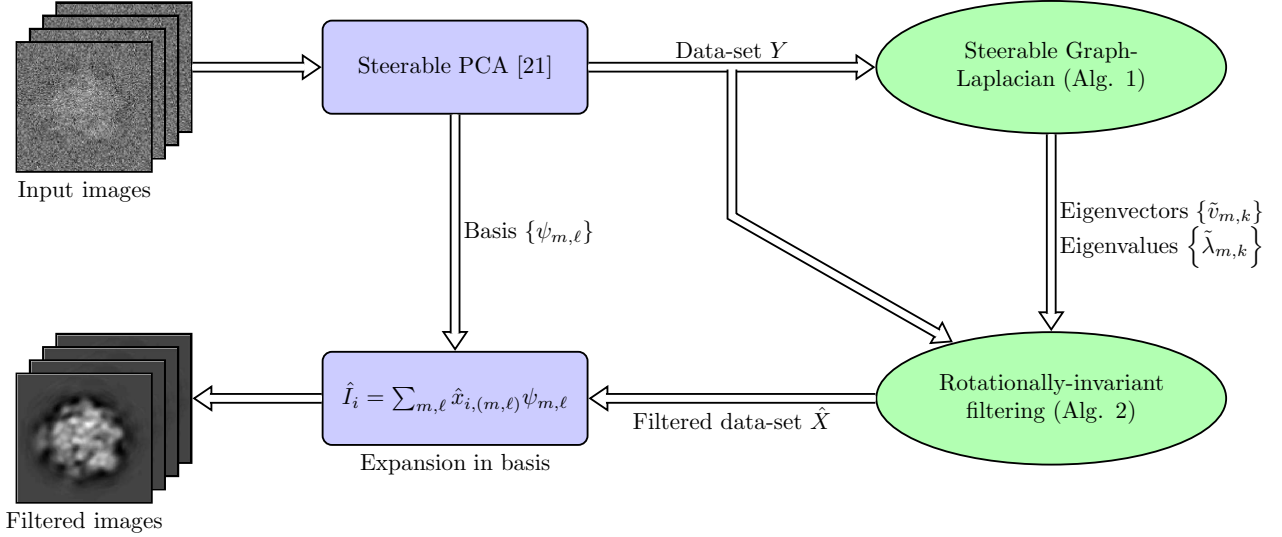 Input images
Steerable PCA [21]
Data-set Y
Steerable Graph-
Laplacian (Alg. 1)
Basis {ψ_{m,ℓ}}
Eigenvectors {ṽ_{m,k}}
Eigenvalues {λ̃_{m,k}}
Rotationally-invariant
filtering (Alg. 2)
Filtered data-set X̂
Î_i = ∑_{m,ℓ} x̂_{i,(m,ℓ)} ψ_{m,ℓ}
Expansion in basis
Filtered images